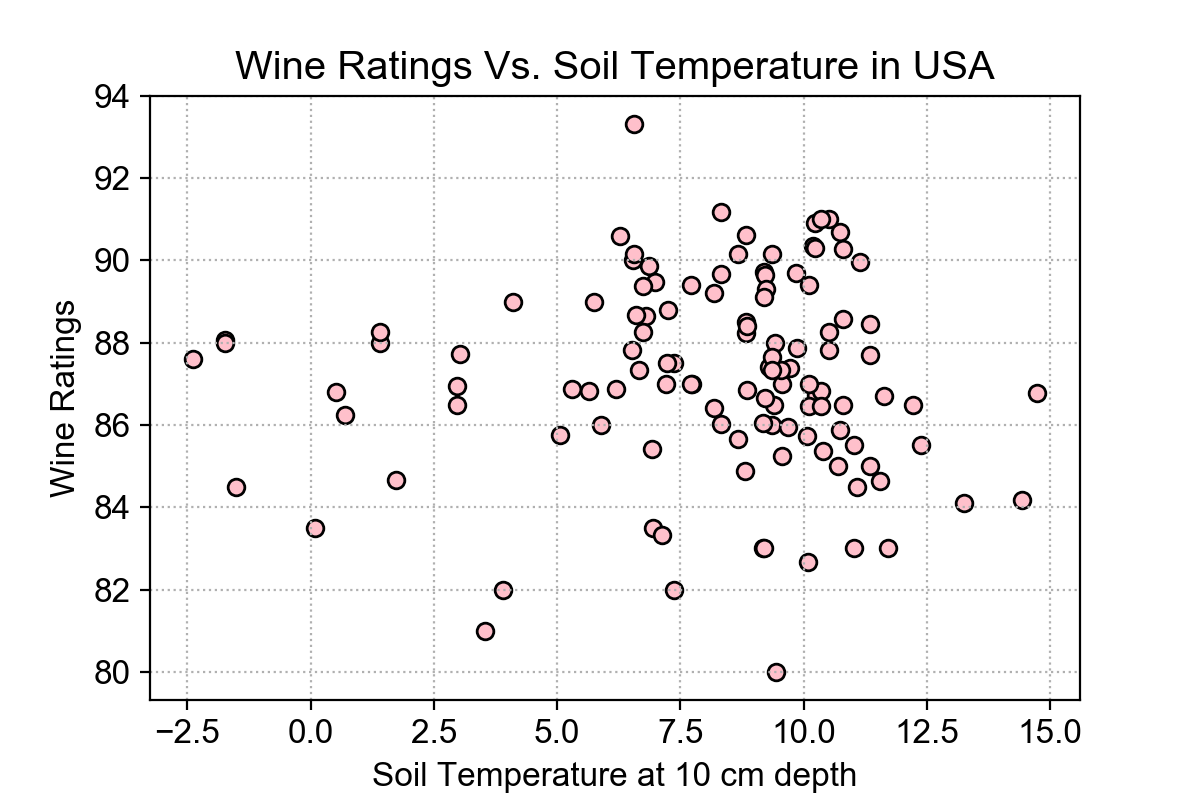 Wine Ratings Vs. Soil Temperature in USA
94
92
90
88
86
84
82
80
Wine Ratings
−2.5 0.0 2.5 5.0 7.5 10.0 12.5 15.0
Soil Temperature at 10 cm depth